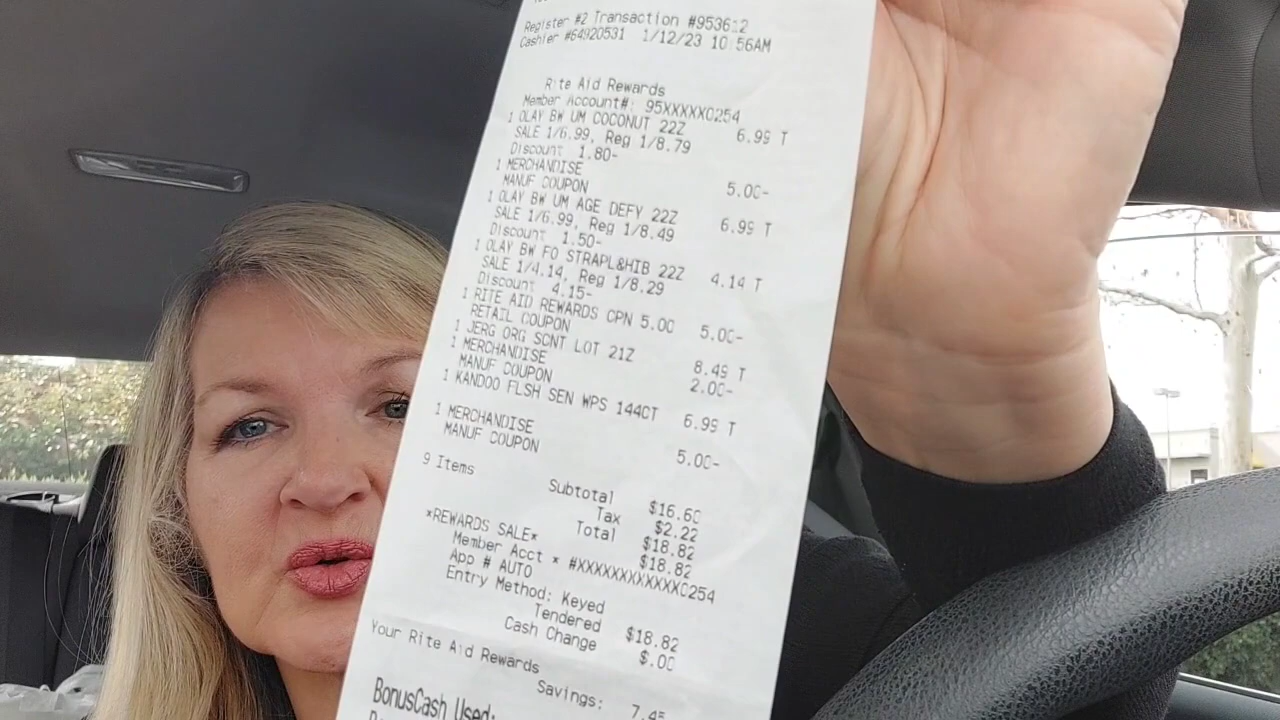 Register #2 Transaction #953612
Cashier #64920531 1/12/23 10:56AM
Rite Aid Rewards
Member Account#: 95XXXXX0254
1 OLAY BW UM COCONUT 22Z 6.99 T
SALE 1/6.99, Reg 1/8.79
Discount 1.80-
1 MERCHANDISE 5.00-
MANUF COUPON
1 OLAY BW UM AGE DEFY 22Z 6.99 T
SALE 1/6.99, Reg 1/8.49
Discount 1.50-
1 OLAY BW FO STRAPL&HIB 22Z 4.14 T
SALE 1/4.14, Reg 1/8.29
Discount 4.15-
1 RITE AID REWARDS CPN 5.00 5.00-
RETAIL COUPON
1 JERG ORG SCNT LOT 21Z 8.49 T
1 MERCHANDISE 2.00-
MANUF COUPON
1 KANDOO FLSH SEN WPS 144CT 6.99 T
1 MERCHANDISE 5.00-
MANUF COUPON
9 Items
Subtotal $16.60
Tax $2.22
Total $18.82
*REWARDS SALE* $18.82
Member Acct * #XXXXXXXXXXXX0254
App # AUTO
Entry Method: Keyed
Tendered $18.82
Cash Change $.00
Your Rite Aid Rewards
Savings: 7.45
BonusCash Used: